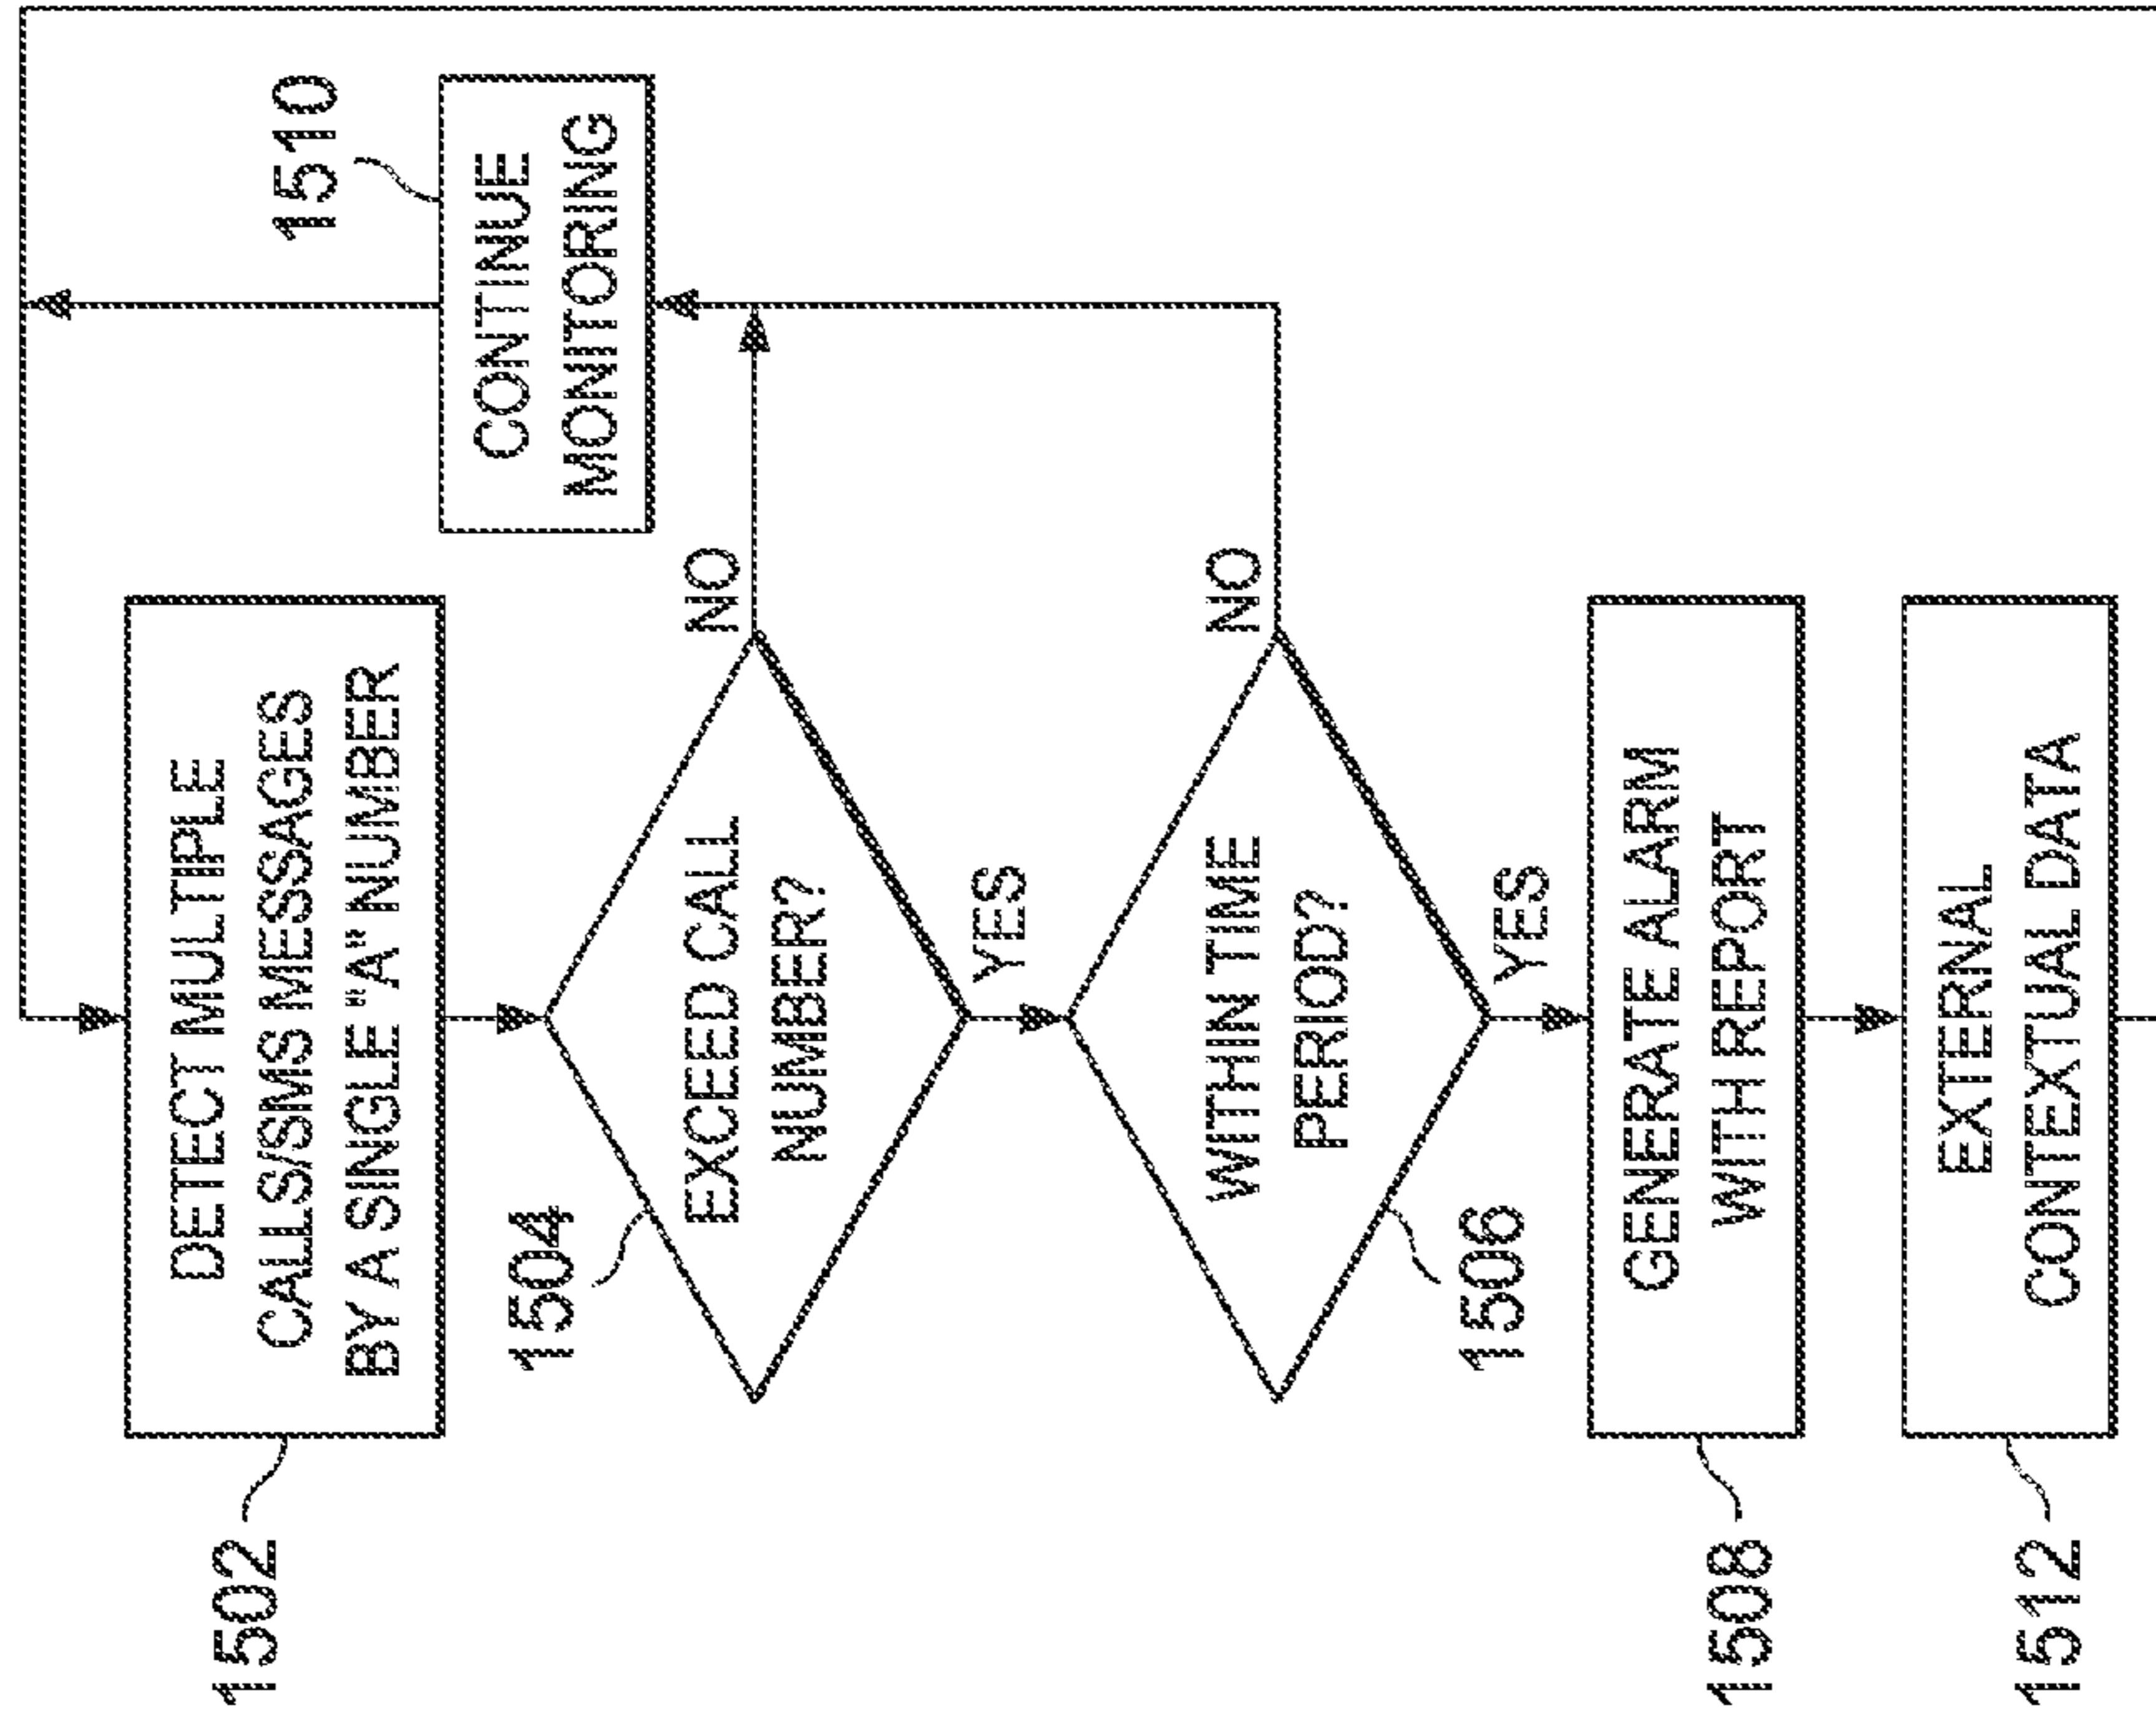 1502
DETECT MULTIPLE
CALLS/SMS MESSAGES
BY A SINGLE "A" NUMBER
1504
EXCEED CALL
NUMBER?
NO
YES
1510
CONTINUE
MONITORING
WITHIN TIME
PERIOD?
NO
1506
YES
1508
GENERATE ALARM
WITH REPORT
1512
EXTERNAL
CONTEXTUAL DATA